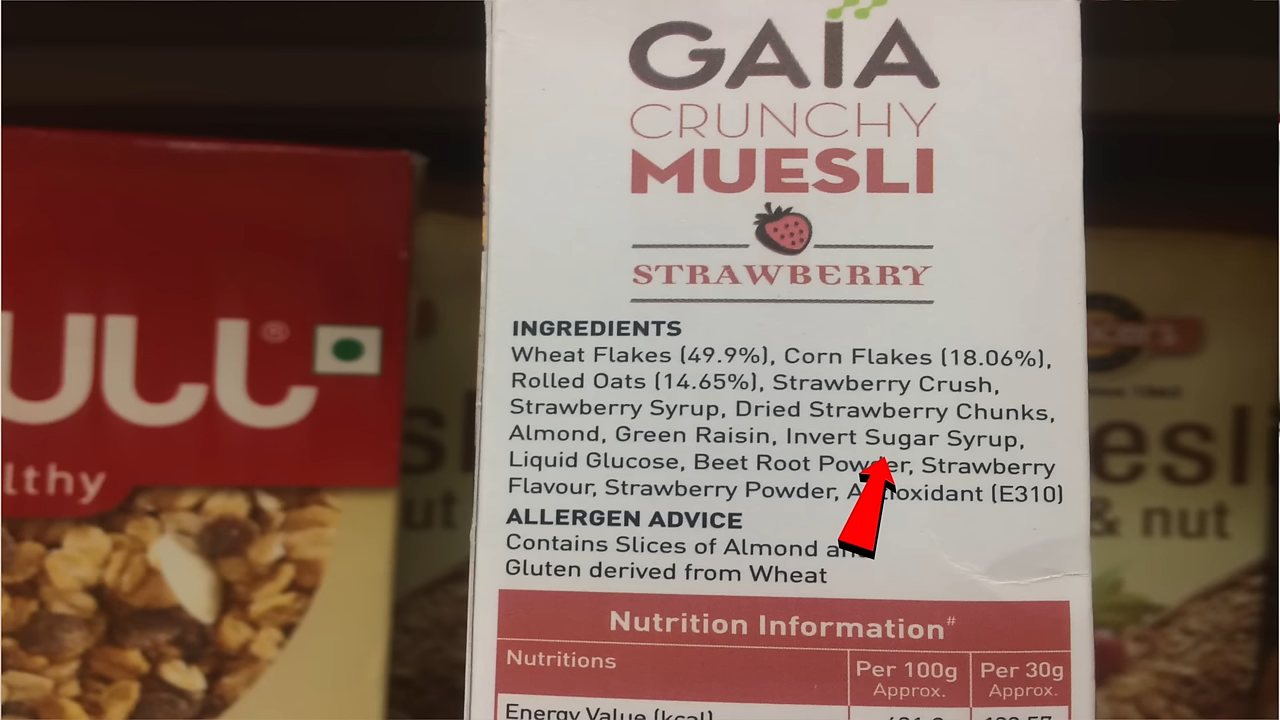 GAIA
CRUNCHY
MUESLI
STRAWBERRY
INGREDIENTS
Wheat Flakes (49.9%), Corn Flakes (18.06%),
Rolled Oats (14.65%), Strawberry Crush,
Strawberry Syrup, Dried Strawberry Chunks,
Almond, Green Raisin, Invert Sugar Syrup,
Liquid Glucose, Beet Root Powder, Strawberry
Flavour, Strawberry Powder, Antioxidant (E310)
ALLERGEN ADVICE
Contains Slices of Almond and
Gluten derived from Wheat
Nutrition Information#
Nutritions Per 100g Per 30g
Approx. Approx.
Energy Value (kcal)
ULL®
lthy
esli
& nut